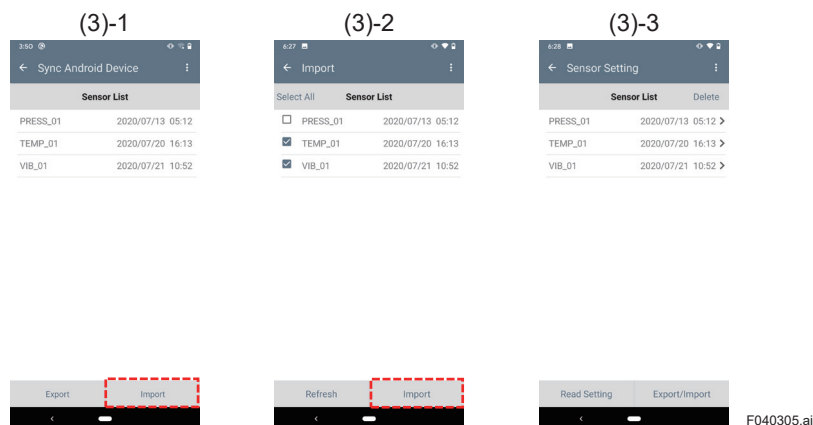 (3)-1
3:50
← Sync Android Device
Sensor List
PRESS_01 2020/07/13 05:12
TEMP_01 2020/07/20 16:13
VIB_01 2020/07/21 10:52
Export Import
(3)-2
6:27
← Import
Select All Sensor List
PRESS_01 2020/07/13 05:12
TEMP_01 2020/07/20 16:13
VIB_01 2020/07/21 10:52
Refresh Import
(3)-3
6:28
← Sensor Setting
Sensor List Delete
PRESS_01 2020/07/13 05:12 >
TEMP_01 2020/07/20 16:13 >
VIB_01 2020/07/21 10:52 >
Read Setting Export/Import
F040305.ai